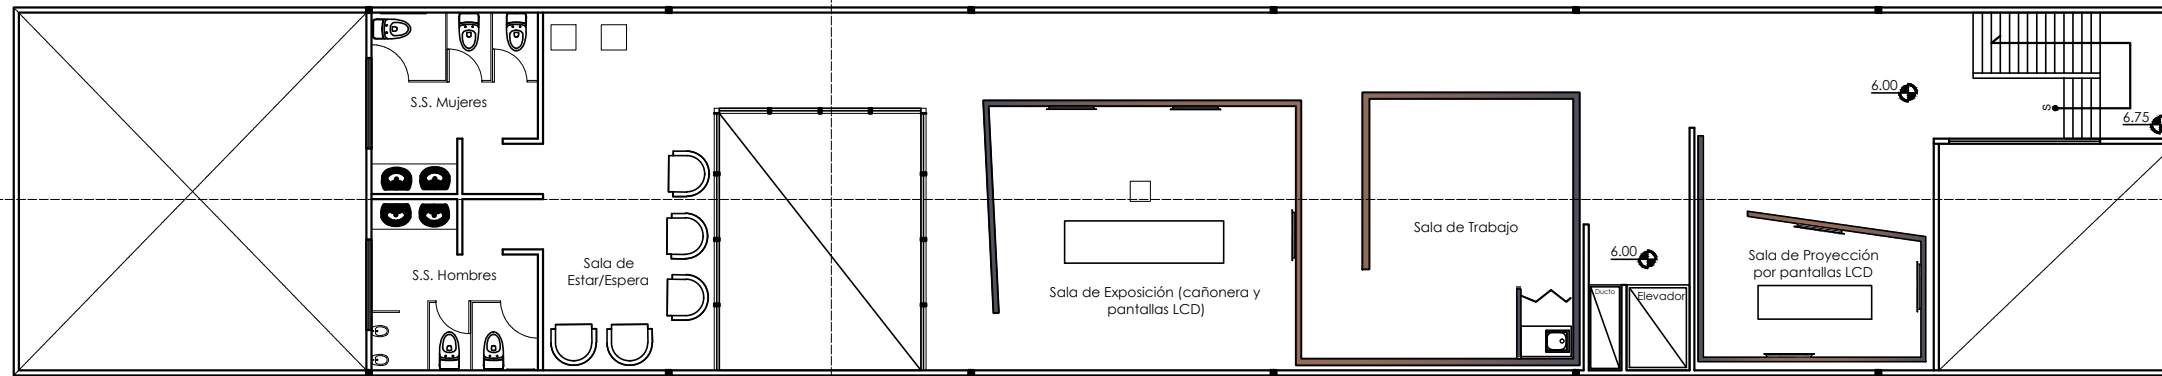 S.S. Mujeres
S.S. Hombres
Sala de
Estar/Espera
Sala de Exposición (cañonera y
pantallas LCD)
Sala de Trabajo
6.00
Ducto
Elevador
Sala de Proyección
por pantallas LCD
6.00
S
6.75